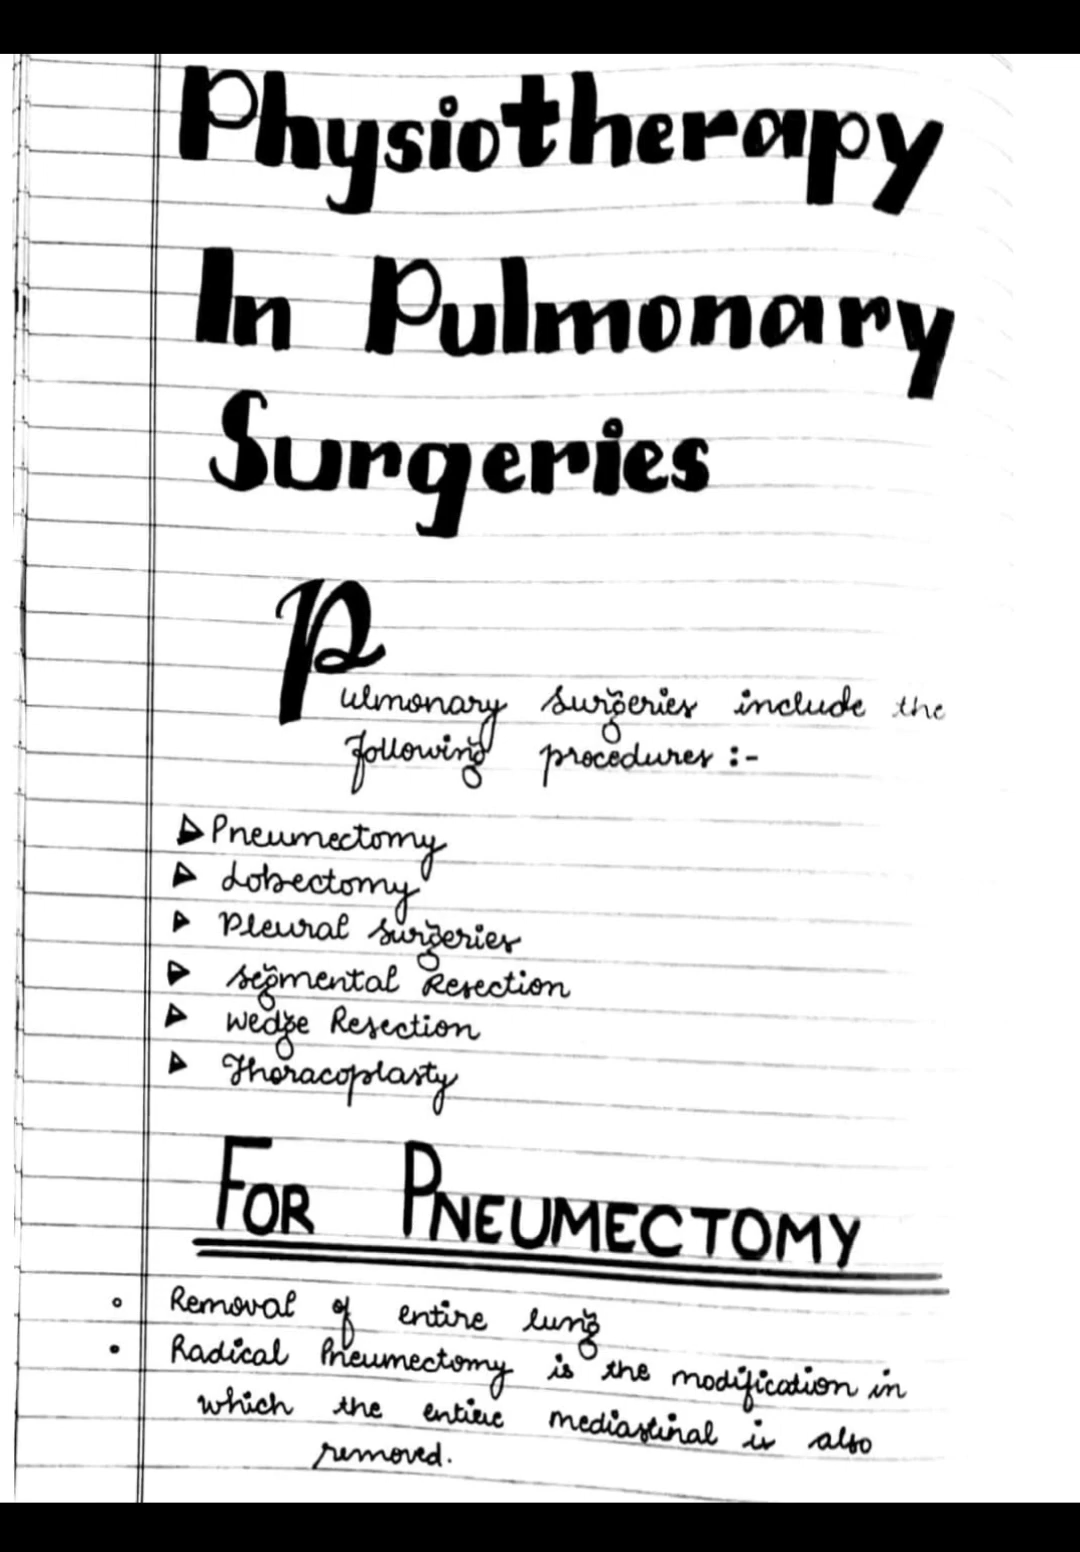 Physiotherapy
In Pulmonary
Surgeries
Pulmonary surgeries include the
following procedures :-
Pneumectomy
Lobectomy
Pleural surgeries
segmental Resection
wedge Resection
Thoracoplasty
FOR PNEUMECTOMY
Removal of entire lung
Radical Pneumectomy is the modification in
which the entire mediastinal is also
removed.